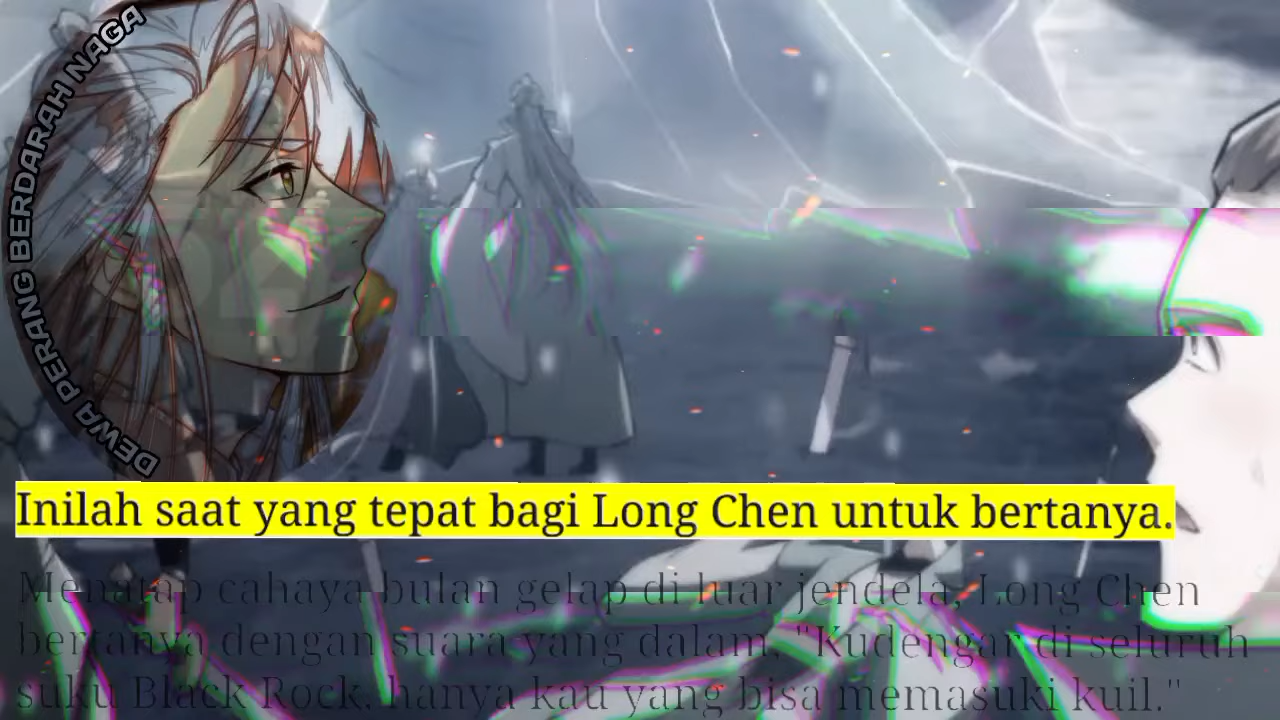 DEWA PERANG BERDARAH NAGA
Inilah saat yang tepat bagi Long Chen untuk bertanya.
Menatap cahaya bulan gelap di luar jendela, Long Chen
bertanya dengan suara yang dalam, "Kudengar di seluruh
suku Black Rock, hanya kau yang bisa memasuki kuil."